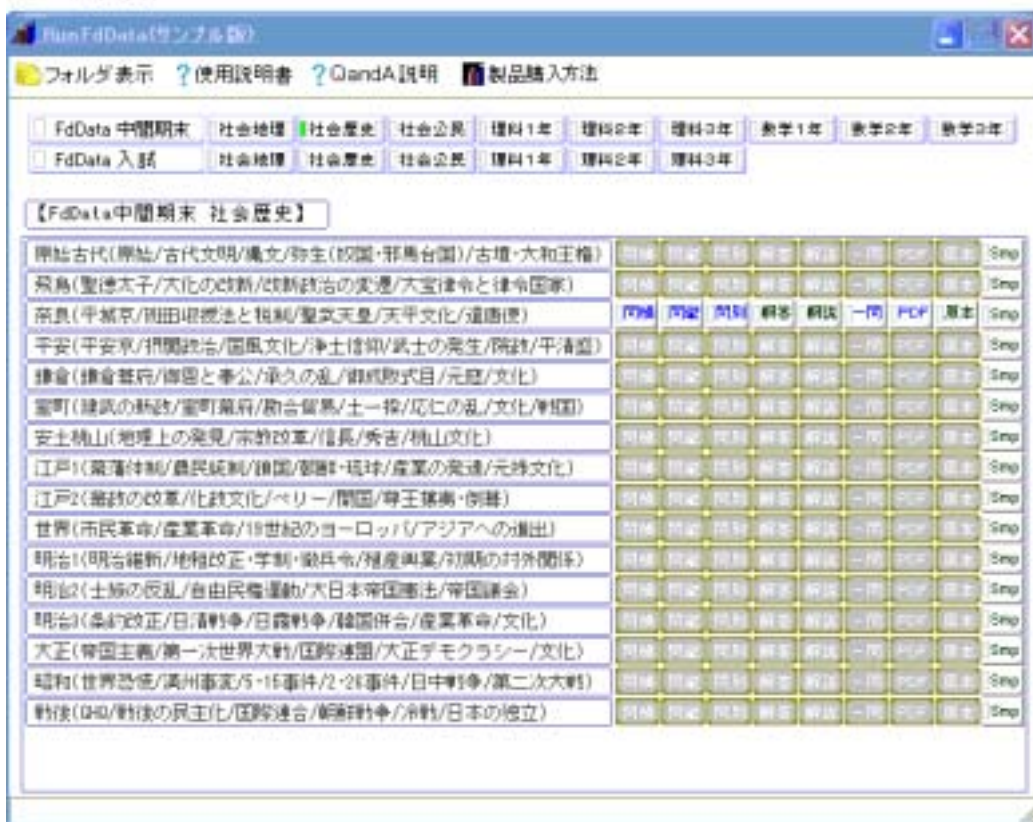 RunFdData(サンプル版)
フォルダ表示 ?使用説明書 ?QandA説明 製品購入方法
FdData 中間期末 社会地理 社会歴史 社会公民 理科1年 理科2年 理科3年 数学1年 数学2年 数学3年
FdData 入試 社会地理 社会歴史 社会公民 理科1年 理科2年 理科3年
【FdData中間期末 社会歴史】
原始古代(原始/古代文明/縄文/弥生(奴国・邪馬台国)/古墳・大和王権) Smp
飛鳥(聖徳太子/大化の改新/改新政治の変遷/大宝律令と律令国家) Smp
奈良(平城京/班田収授法と税制/聖武天皇/天平文化/遣唐使) 解答 解説 一問 PDF 原本 Smp
平安(平安京/摂関政治/国風文化/浄土信仰/武士の発生/院政/平清盛) Smp
鎌倉(鎌倉幕府/御恩と奉公/承久の乱/御成敗式目/元寇/文化) Smp
室町(建武の新政/室町幕府/勘合貿易/土一揆/応仁の乱/文化/戦国) Smp
安土桃山(地理上の発見/宗教改革/信長/秀吉/桃山文化) Smp
江戸1(幕藩体制/農民統制/鎖国/朝鮮・琉球/産業の発達/元禄文化) Smp
江戸2(幕政の改革/化政文化/ペリー/開国/尊王攘夷・倒幕) Smp
世界(市民革命/産業革命/19世紀のヨーロッパ/アジアへの進出) Smp
明治1(明治維新/地租改正・学制・徴兵令/殖産興業/初期の対外関係) Smp
明治2(士族の反乱/自由民権運動/大日本帝国憲法/帝国議会) Smp
明治3(条約改正/日清戦争/日露戦争/韓国併合/産業革命/文化) Smp
大正(帝国主義/第一次世界大戦/国際連盟/大正デモクラシー/文化) Smp
昭和(世界恐慌/満州事変/5・15事件/2・26事件/日中戦争/第二次大戦) Smp
戦後(GHQ/戦後の民主化/国際連合/朝鮮戦争/冷戦/日本の独立) Smp